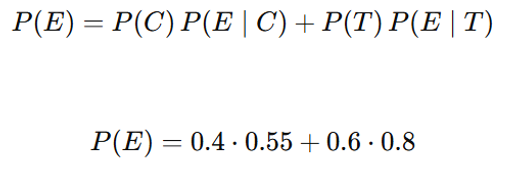 P(E) = P(C) P(E | C) + P(T) P(E | T)
P(E) = 0.4 · 0.55 + 0.6 · 0.8